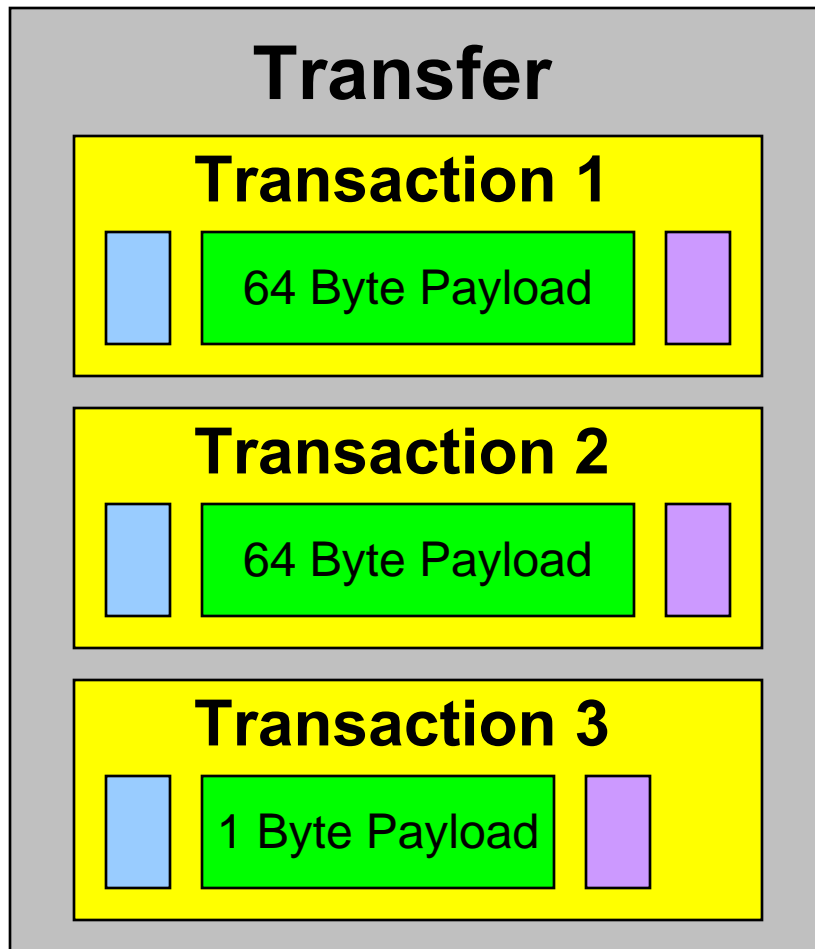 Transfer
Transaction 1
64 Byte Payload
Transaction 2
64 Byte Payload
Transaction 3
1 Byte Payload